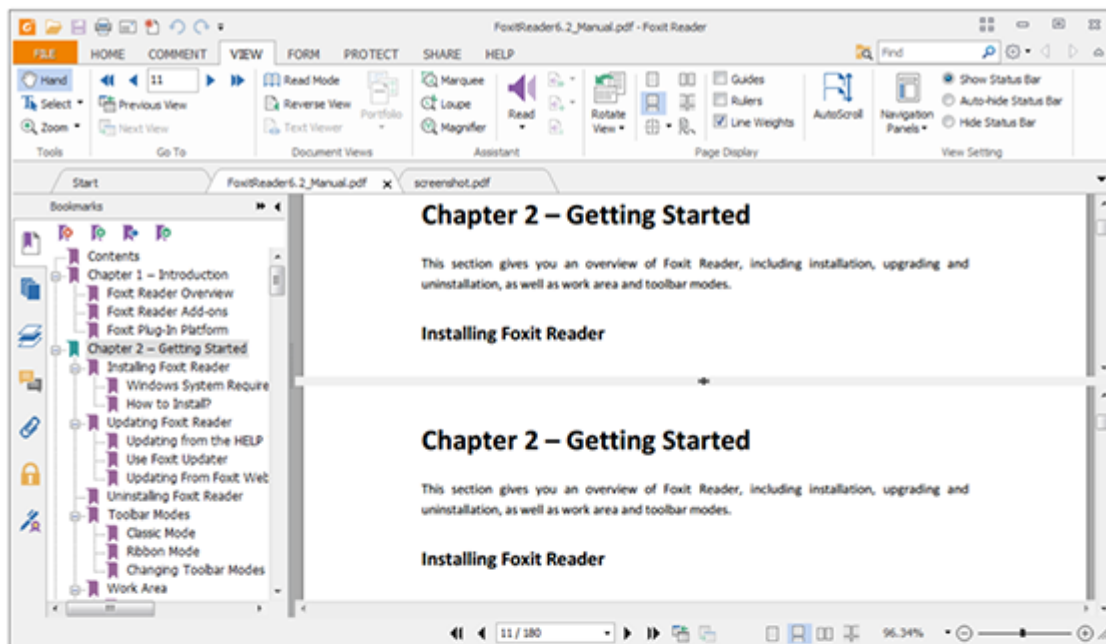 FoxitReader6.2_Manual.pdf - Foxit Reader
FILE HOME COMMENT VIEW FORM PROTECT SHARE HELP Find
Hand 11 Read Mode Marquee Guides Show Status Bar
Select Previous View Reverse View Loupe Rulers Auto-hide Status Bar
Zoom Next View Text Viewer Portfolio Magnifier Read Rotate View Line Weights AutoScroll Navigation Panels Hide Status Bar
Tools Go To Document Views Assistant Page Display View Setting
Start FoxitReader6.2_Manual.pdf x screenshot.pdf
Bookmarks
Contents
Chapter 1 – Introduction
Foxit Reader Overview
Foxit Reader Add-ons
Foxit Plug-In Platform
Chapter 2 – Getting Started
Installing Foxit Reader
Windows System Require
How to Install?
Updating Foxit Reader
Updating from the HELP
Use Foxit Updater
Updating From Foxit Web
Uninstalling Foxit Reader
Toolbar Modes
Classic Mode
Ribbon Mode
Changing Toolbar Modes
Work Area
Chapter 2 – Getting Started
This section gives you an overview of Foxit Reader, including installation, upgrading and
uninstallation, as well as work area and toolbar modes.
Installing Foxit Reader
Chapter 2 – Getting Started
This section gives you an overview of Foxit Reader, including installation, upgrading and
uninstallation, as well as work area and toolbar modes.
Installing Foxit Reader
11 / 180 96.34%